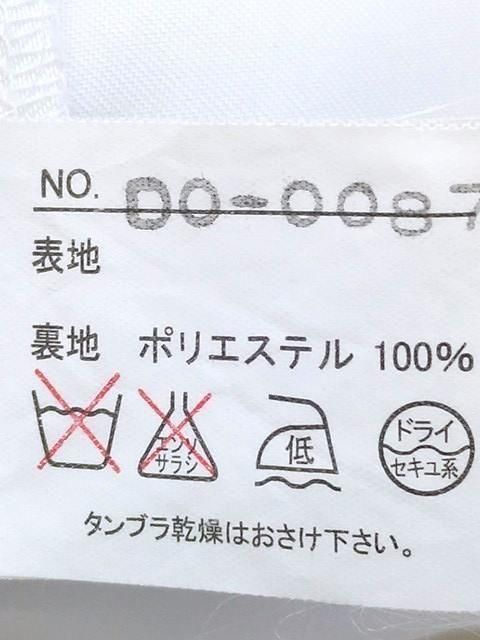 NO. DO-0087
表地
裏地 ポリエステル 100%
エンソサラシ
低
ドライ
セキユ系
タンブラ乾燥はおさけ下さい。